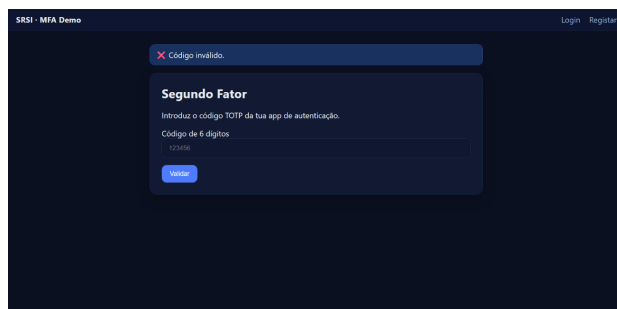 SRSI · MFA Demo
Login Registar
❌ Código inválido.
Segundo Fator
Introduz o código TOTP da tua app de autenticação.
Código de 6 dígitos
123456
Validar